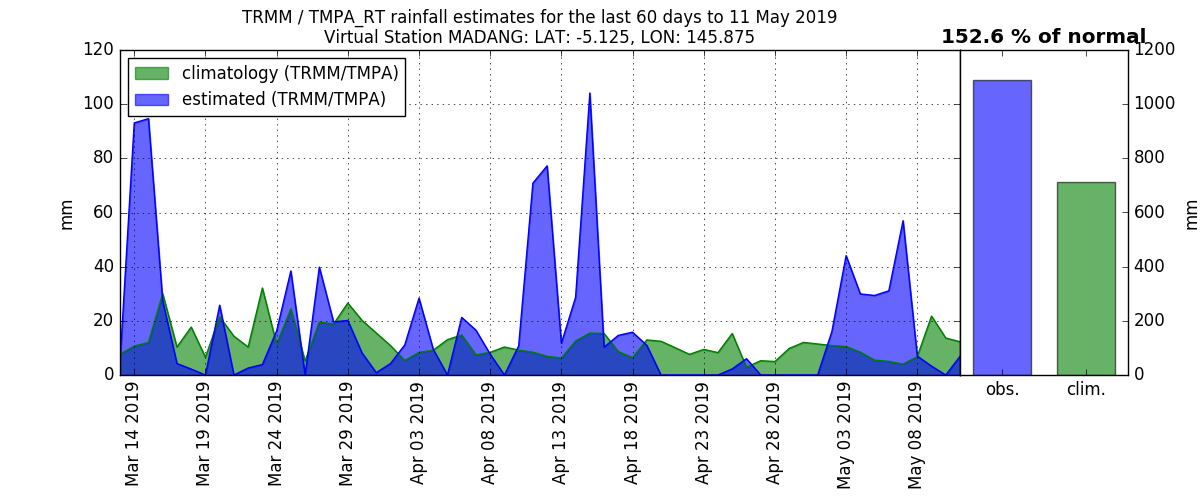 TRMM / TMPA_RT rainfall estimates for the last 60 days to 11 May 2019
Virtual Station MADANG: LAT: -5.125, LON: 145.875
152.6 % of normal
climatology (TRMM/TMPA)
estimated (TRMM/TMPA)
mm
120
100
80
60
40
20
0
Mar 14 2019
Mar 19 2019
Mar 24 2019
Mar 29 2019
Apr 03 2019
Apr 08 2019
Apr 13 2019
Apr 18 2019
Apr 23 2019
Apr 28 2019
May 03 2019
May 08 2019
obs.
clim.
1200
1000
800
600
400
200
0
mm